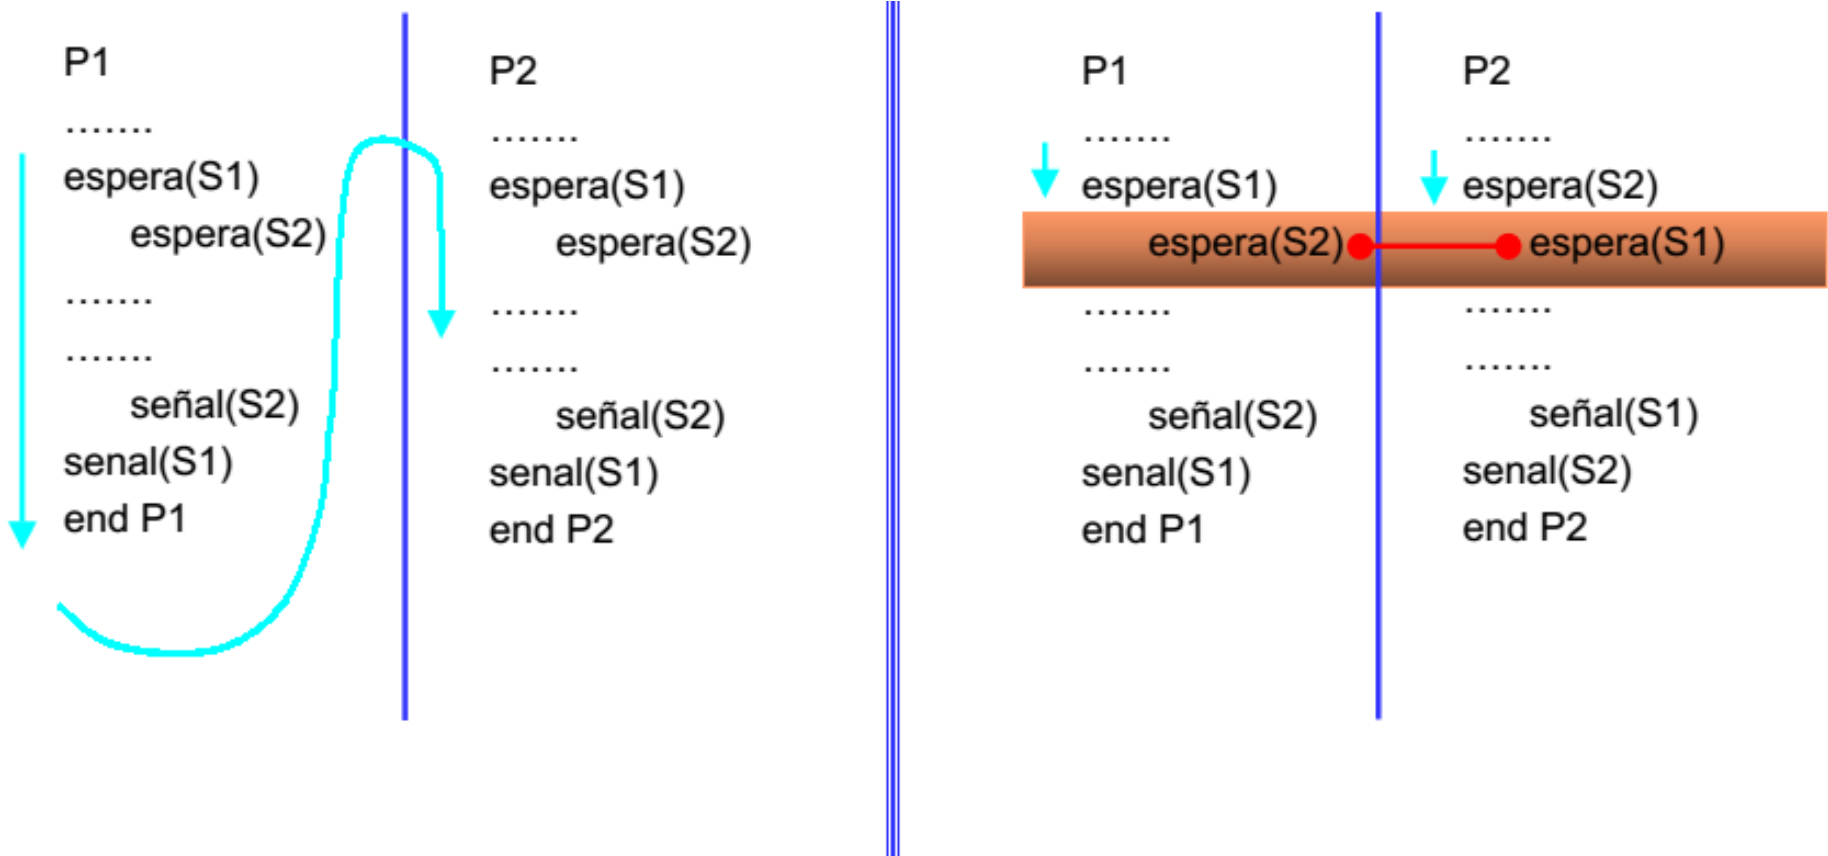 P1
.......
espera(S1)
espera(S2)
.......
.......
señal(S2)
senal(S1)
end P1
P2
.......
espera(S1)
espera(S2)
.......
.......
señal(S2)
senal(S1)
end P2
P1
.......
espera(S1)
espera(S2)
.......
.......
señal(S2)
senal(S1)
end P1
P2
.......
espera(S2)
espera(S1)
.......
.......
señal(S1)
senal(S2)
end P2